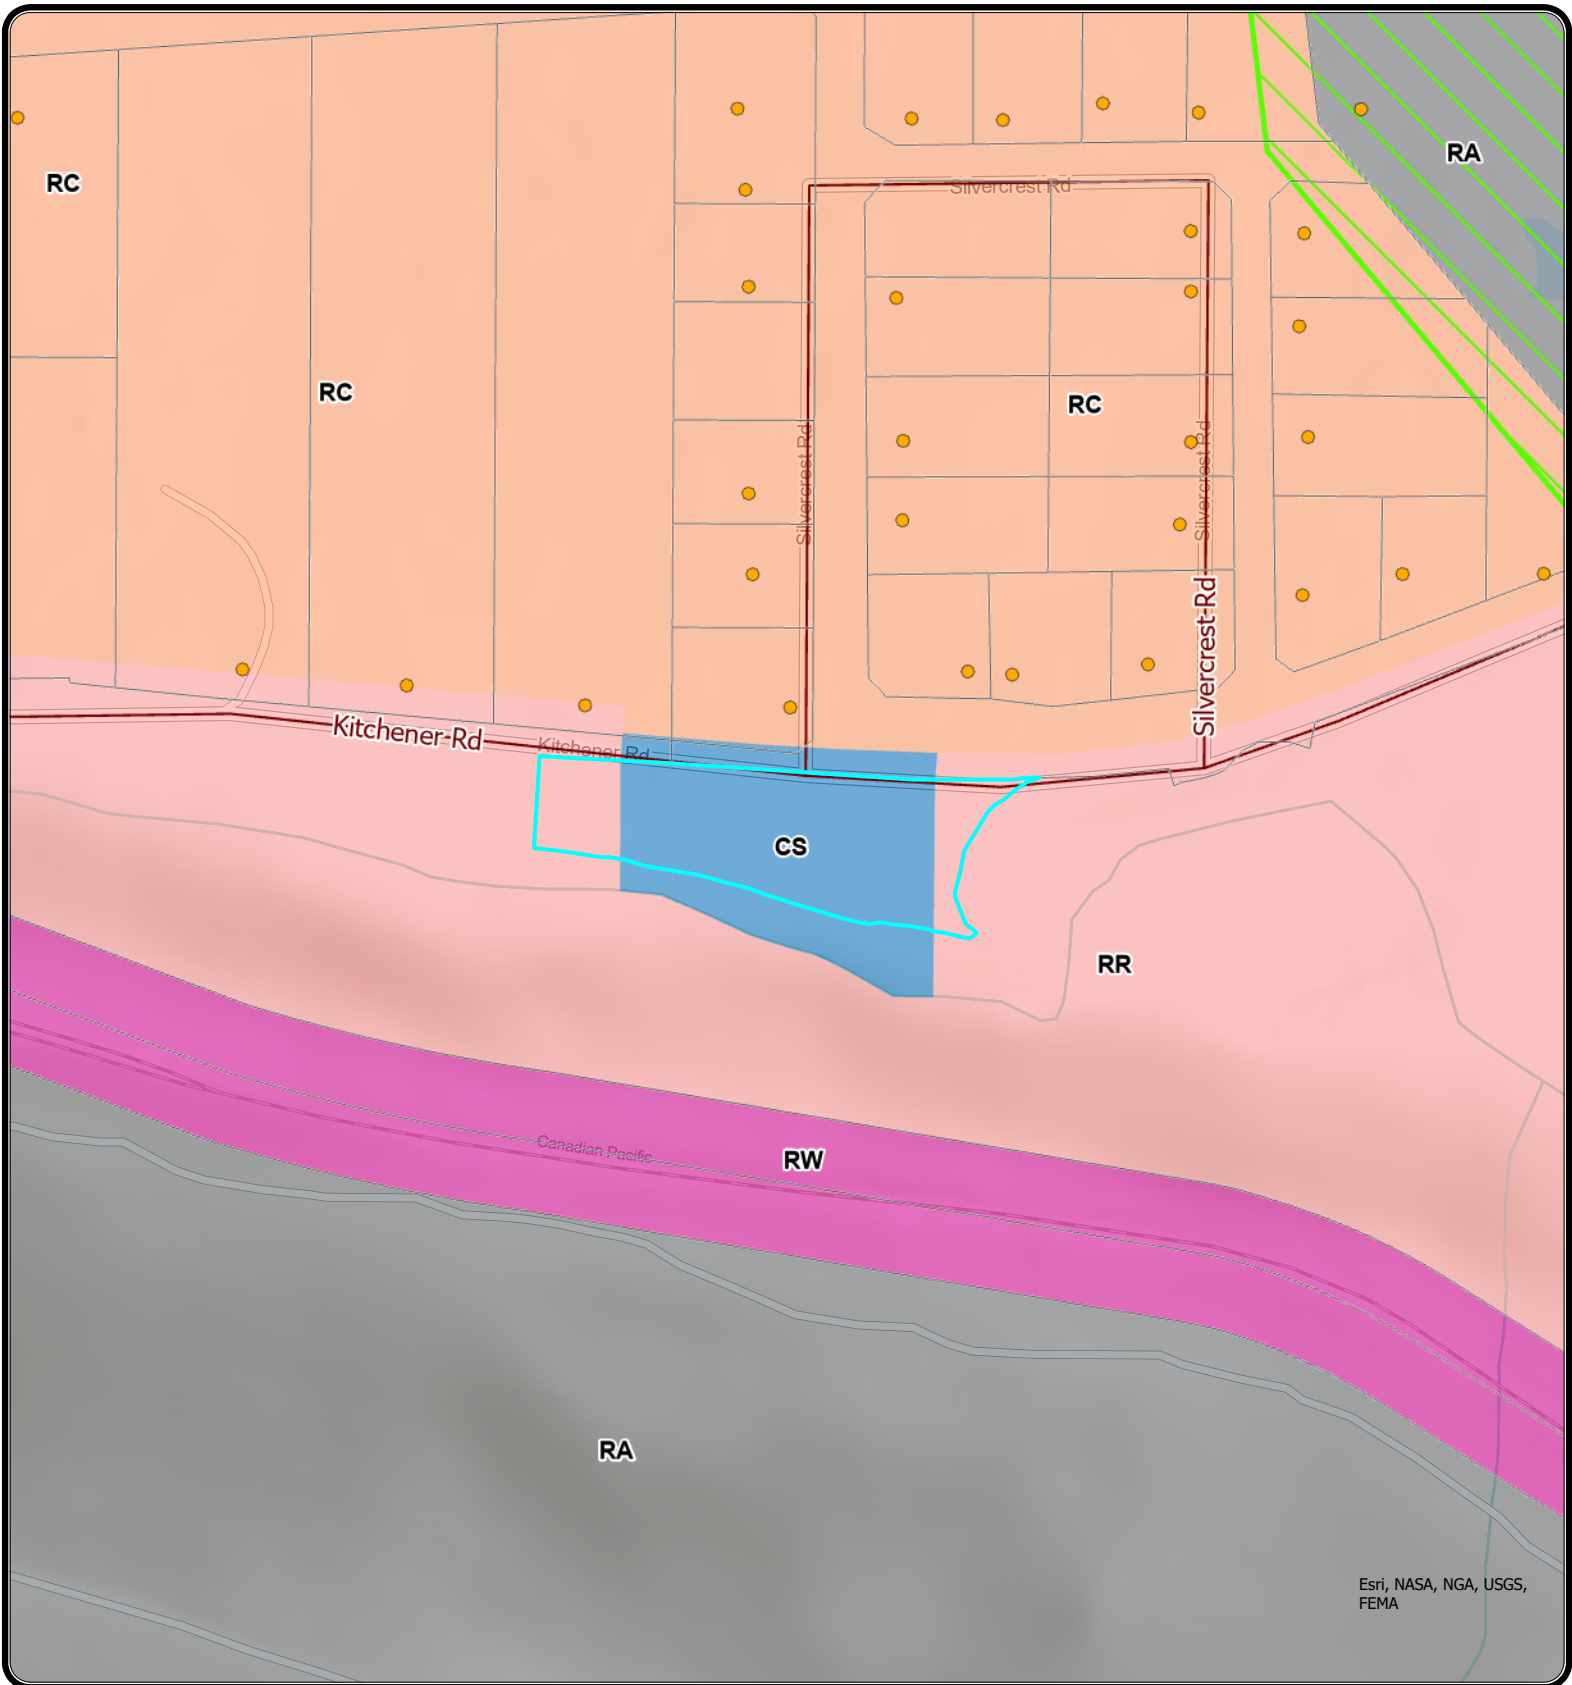 RA
RC
Silvercrest Rd
RC
RC
Silvercrest Rd
Silvercrest Rd
Silvercrest Rd
Kitchener Rd
Kitchener Rd
CS
RR
Canadian Pacific
RW
RA
Esri, NASA, NGA, USGS,
FEMA